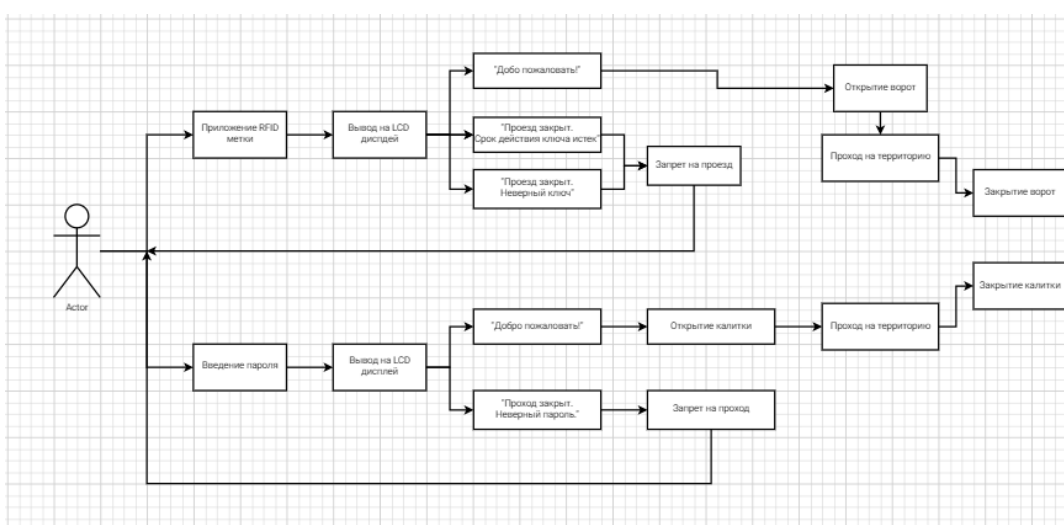 "Добо пожаловать!"
Открытие ворот
Приложение RFID
метки
Вывод на LCD
диспдей
"Проезд закрыт.
Срок действия ключа истек"
"Проезд закрыт.
Неверный ключ"
Запрет на проезд
Проход на территорию
Закрытие ворот
Actor
Закрытие калитки
"Добро пожаловать!"
Открытие калитки
Проход на территорию
Введение пароля
Вывод на LCD
дисплей
"Проход закрыт.
Неверный пароль."
Запрет на проход